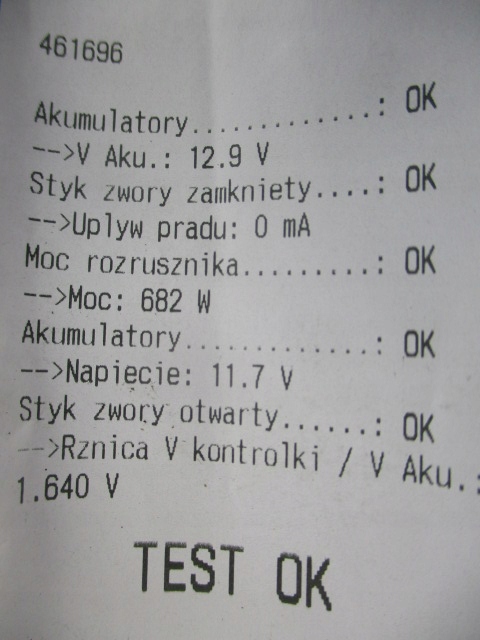 461696
Akumulatory..............: OK
-->V Aku.: 12.9 V
Styk zwory zamkniety....: OK
-->Uplyw pradu: 0 mA
Moc rozrusznika.........: OK
-->Moc: 682 W
Akumulatory.............: OK
-->Napiecie: 11.7 V
Styk zwory otwarty......: OK
-->Rznica V kontrolki / V Aku.:
1.640 V
TEST OK